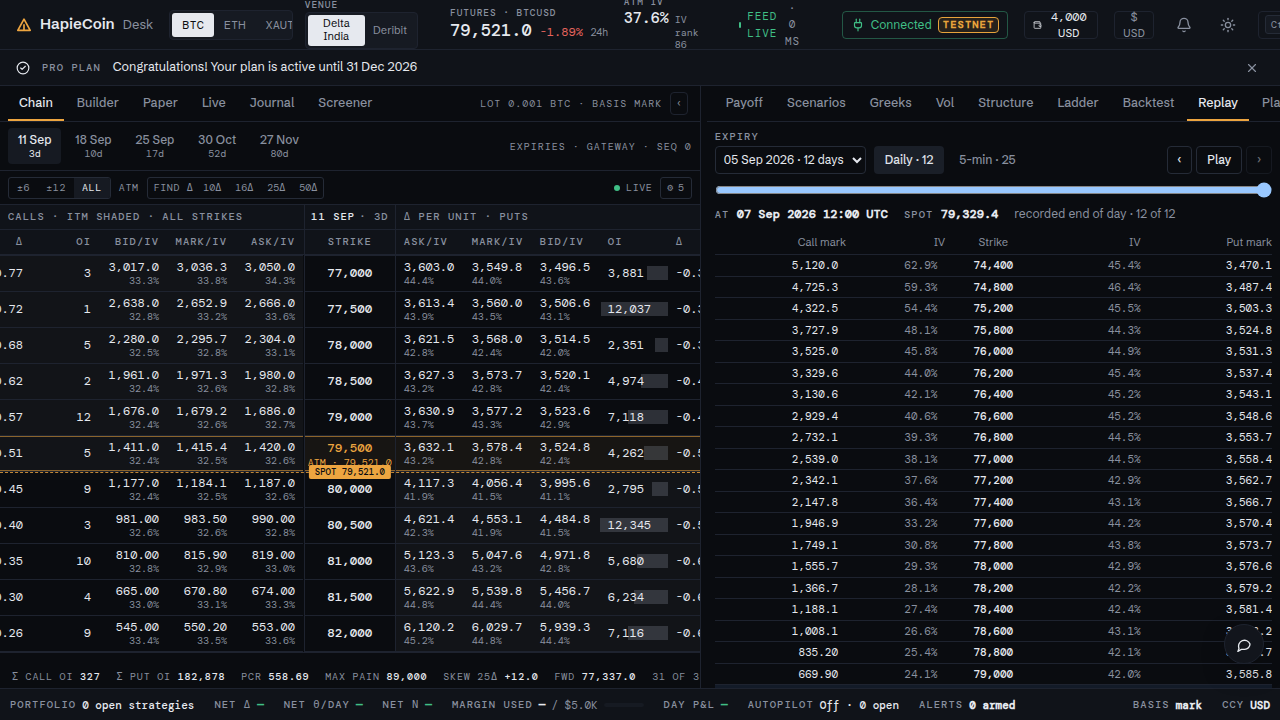 HapieCoin Desk BTC ETH XAUT
VENUE
Delta India Deribit
FUTURES · BTCUSD
79,521.0 -1.89% 24h
ATM IV
37.6% IV rank 86
FEED LIVE · 0 MS
Connected TESTNET
4,000 USD
$ USD
PRO PLAN Congratulations! Your plan is active until 31 Dec 2026
Chain Builder Paper Live Journal Screener LOT 0.001 BTC · BASIS MARK ‹
11 Sep 18 Sep 25 Sep 30 Oct 27 Nov
3d 10d 17d 52d 80d
EXPIRIES · GATEWAY · SEQ 0
±6 ±12 ALL ATM FIND Δ 10Δ 16Δ 25Δ 50Δ LIVE ⚙ 5
CALLS · ITM SHADED · ALL STRIKES 11 SEP · 3D Δ PER UNIT · PUTS
Δ OI BID/IV MARK/IV ASK/IV STRIKE ASK/IV MARK/IV BID/IV OI Δ
0.77 3 3,017.0 3,036.3 3,050.0 77,000 3,603.0 3,549.8 3,496.5 3,881
33.3% 33.8% 34.3% 44.4% 44.0% 43.6%
0.72 1 2,638.0 2,652.9 2,666.0 77,500 3,613.4 3,560.0 3,506.6 12,037
32.8% 33.2% 33.6% 43.9% 43.5% 43.1%
0.68 5 2,280.0 2,295.7 2,304.0 78,000 3,621.5 3,568.0 3,514.5 2,351
32.5% 32.8% 33.1% 42.8% 42.4% 42.0%
0.62 2 1,961.0 1,971.3 1,980.0 78,500 3,627.3 3,573.7 3,520.1 4,974
32.4% 32.6% 32.8% 43.2% 42.8% 42.4%
0.57 12 1,676.0 1,679.2 1,686.0 79,000 3,630.9 3,577.2 3,523.6 7,118
32.4% 32.6% 32.7% 43.7% 43.3% 42.9%
0.51 5 1,411.0 1,415.4 1,420.0 79,500 3,632.1 3,578.4 3,524.8 4,262
32.4% 32.5% 32.6% ATM · 79,521.0 43.2% 42.8% 42.4%
SPOT 79,521.0
0.45 9 1,177.0 1,184.1 1,187.0 80,000 4,117.3 4,056.4 3,995.6 2,795
32.4% 32.5% 32.6% 41.9% 41.5% 41.1%
0.40 3 981.00 983.50 990.00 80,500 4,621.4 4,553.1 4,484.8 12,345
32.6% 32.6% 32.8% 42.3% 41.9% 41.5%
0.35 10 810.00 815.90 819.00 81,000 5,123.3 5,047.6 4,971.8 5,680
32.8% 32.9% 33.0% 43.6% 43.2% 42.8%
0.30 4 665.00 670.80 674.00 81,500 5,622.9 5,539.8 5,456.7 6,234
33.0% 33.1% 33.3% 44.8% 44.4% 44.0%
0.26 9 545.00 550.20 553.00 82,000 6,120.2 6,029.7 5,939.3 7,116
33.4% 33.5% 33.6% 45.2% 44.8% 44.4%
Σ CALL OI 327 Σ PUT OI 182,878 PCR 558.69 MAX PAIN 89,000 SKEW 25Δ +12.0 FWD 77,337.0 31 OF 3
Payoff Scenarios Greeks Vol Structure Ladder Backtest Replay
EXPIRY
05 Sep 2026 · 12 days Daily · 12 5-min · 25 ‹ Play ›
AT 07 Sep 2026 12:00 UTC SPOT 79,329.4 recorded end of day · 12 of 12
Call mark IV Strike IV Put mark
5,120.0 62.9% 74,400 45.4% 3,470.1
4,725.3 59.3% 74,800 46.4% 3,487.4
4,322.5 54.4% 75,200 45.5% 3,503.3
3,727.9 48.1% 75,800 44.3% 3,524.8
3,525.0 45.8% 76,000 44.9% 3,531.3
3,329.6 44.0% 76,200 45.4% 3,537.4
3,130.6 42.1% 76,400 45.2% 3,543.1
2,929.4 40.6% 76,600 45.2% 3,548.6
2,732.1 39.3% 76,800 44.5% 3,553.7
2,539.0 38.1% 77,000 44.5% 3,558.4
2,342.1 37.6% 77,200 42.9% 3,562.7
2,147.8 36.4% 77,400 43.1% 3,566.7
1,946.9 33.2% 77,600 44.2% 3,570.4
1,749.1 30.8% 77,800 43.8% 3,573.7
1,555.7 29.3% 78,000 42.9% 3,576.6
1,366.7 28.1% 78,200 42.2% 3,579.2
1,188.1 27.4% 78,400 42.4% 3,581.4
1,008.1 26.6% 78,600 43.1%
835.20 25.4% 78,800 42.1%
669.90 24.1% 79,000 42.0% 3,585.8
PORTFOLIO 0 open strategies NET Δ — NET Θ/DAY — NET N — MARGIN USED — / $5.0K DAY P&L — AUTOPILOT Off · 0 open ALERTS 0 armed BASIS mark CCY USD